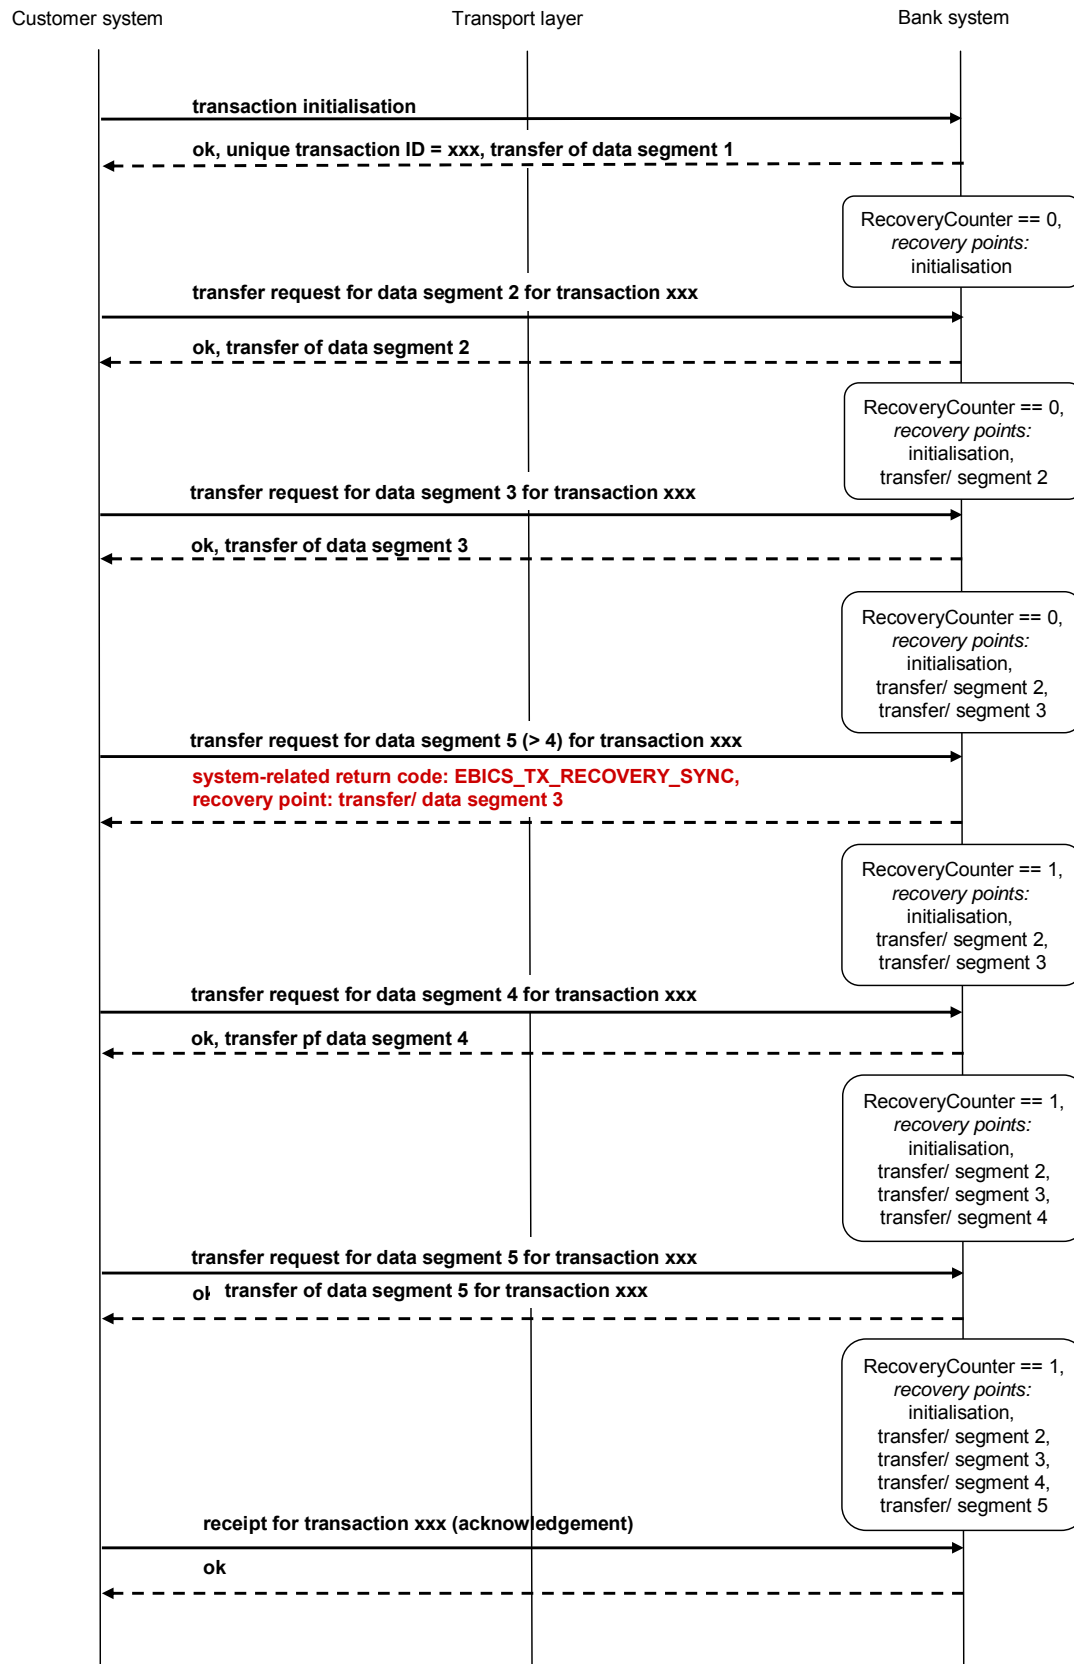 Customer system
Transport layer
Bank system
transaction initialisation
ok, unique transaction ID = xxx, transfer of data segment 1
RecoveryCounter == 0,
recovery points:
initialisation
transfer request for data segment 2 for transaction xxx
ok, transfer of data segment 2
RecoveryCounter == 0,
recovery points:
initialisation,
transfer/ segment 2
transfer request for data segment 3 for transaction xxx
ok, transfer of data segment 3
RecoveryCounter == 0,
recovery points:
initialisation,
transfer/ segment 2,
transfer/ segment 3
transfer request for data segment 5 (> 4) for transaction xxx
system-related return code: EBICS_TX_RECOVERY_SYNC,
recovery point: transfer/ data segment 3
RecoveryCounter == 1,
recovery points:
initialisation,
transfer/ segment 2,
transfer/ segment 3
transfer request for data segment 4 for transaction xxx
ok, transfer pf data segment 4
RecoveryCounter == 1,
recovery points:
initialisation,
transfer/ segment 2,
transfer/ segment 3,
transfer/ segment 4
transfer request for data segment 5 for transaction xxx
ok transfer of data segment 5 for transaction xxx
RecoveryCounter == 1,
recovery points:
initialisation,
transfer/ segment 2,
transfer/ segment 3,
transfer/ segment 4,
transfer/ segment 5
receipt for transaction xxx (acknowledgement)
ok